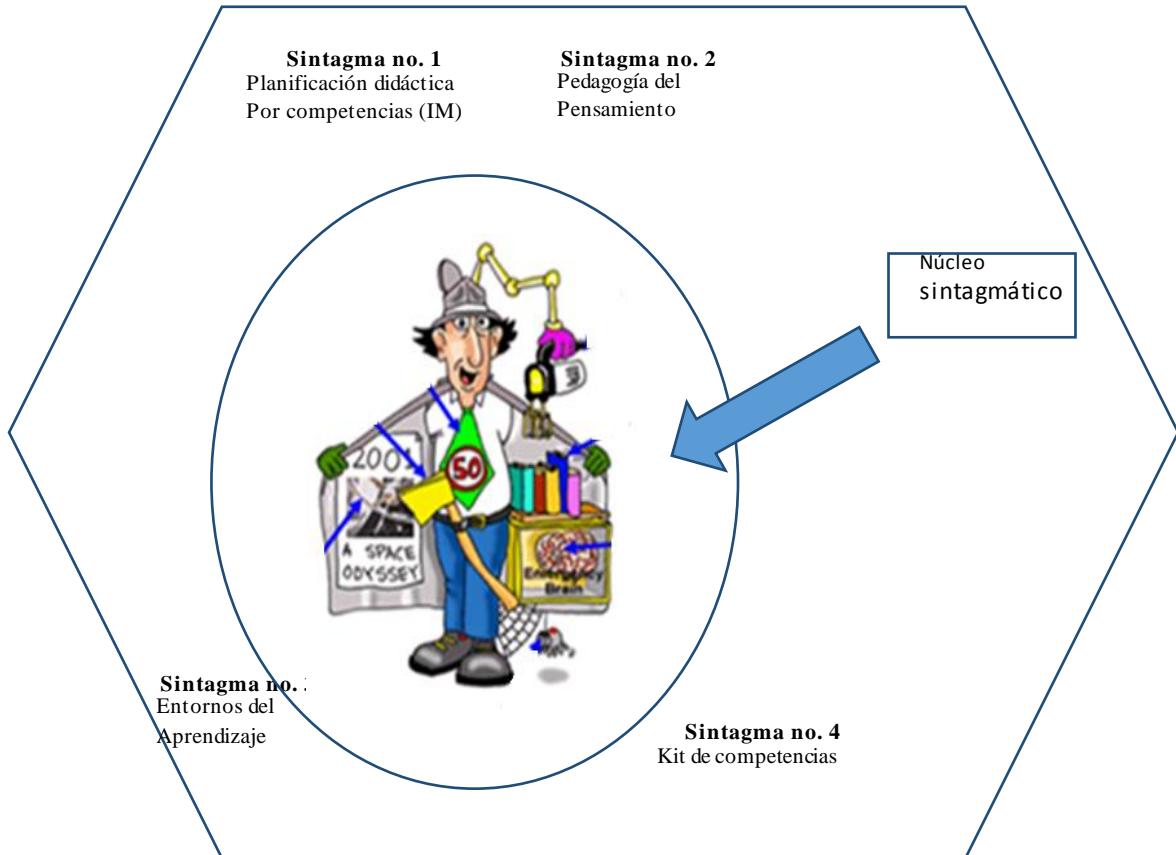 Sintagma no. 1
Planificación didáctica
Por competencias (IM)
Sintagma no. 2
Pedagogía del
Pensamiento
Núcleo
sintagmático
2001
A SPACE
ODYSSEY
50
Emergency
Brain
Sintagma no.
Entornos del
Aprendizaje
Sintagma no. 4
Kit de competencias